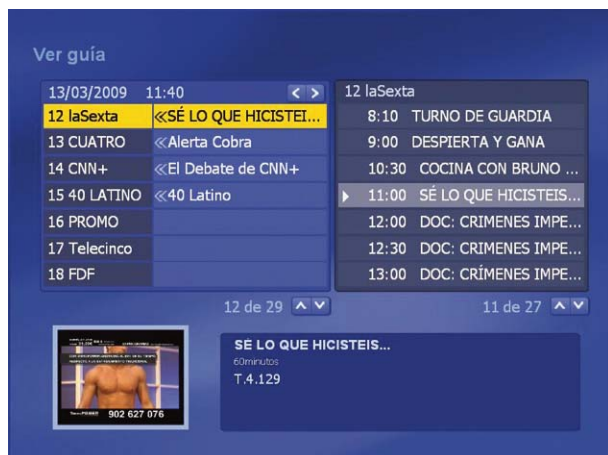 Ver guía
13/03/2009 11:40
12 laSexta «SÉ LO QUE HICISTEI...
13 CUATRO «Alerta Cobra
14 CNN+ «El Debate de CNN+
15 40 LATINO «40 Latino
16 PROMO
17 Telecinco
18 FDF
12 de 29
12 laSexta
8:10 TURNO DE GUARDIA
9:00 DESPIERTA Y GANA
10:30 COCINA CON BRUNO ...
11:00 SÉ LO QUE HICISTEIS...
12:00 DOC: CRIMENES IMPE...
12:30 DOC: CRIMENES IMPE...
13:00 DOC: CRÍMENES IMPE...
11 de 27
902 627 076
SÉ LO QUE HICISTEIS...
60minutos
T.4.129